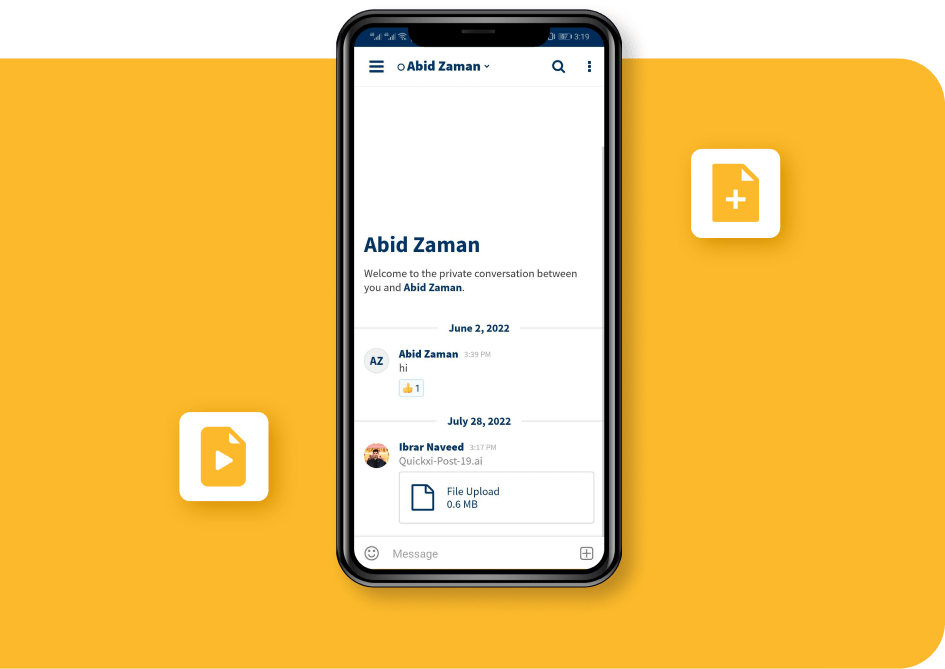 3:19
Abid Zaman
Abid Zaman
Welcome to the private conversation between
you and Abid Zaman.
June 2, 2022
AZ
Abid Zaman 3:39 PM
hi
👍 1
July 28, 2022
Ibrar Naveed 3:17 PM
Quickxi-Post-19.ai
File Upload
0.6 MB
Message